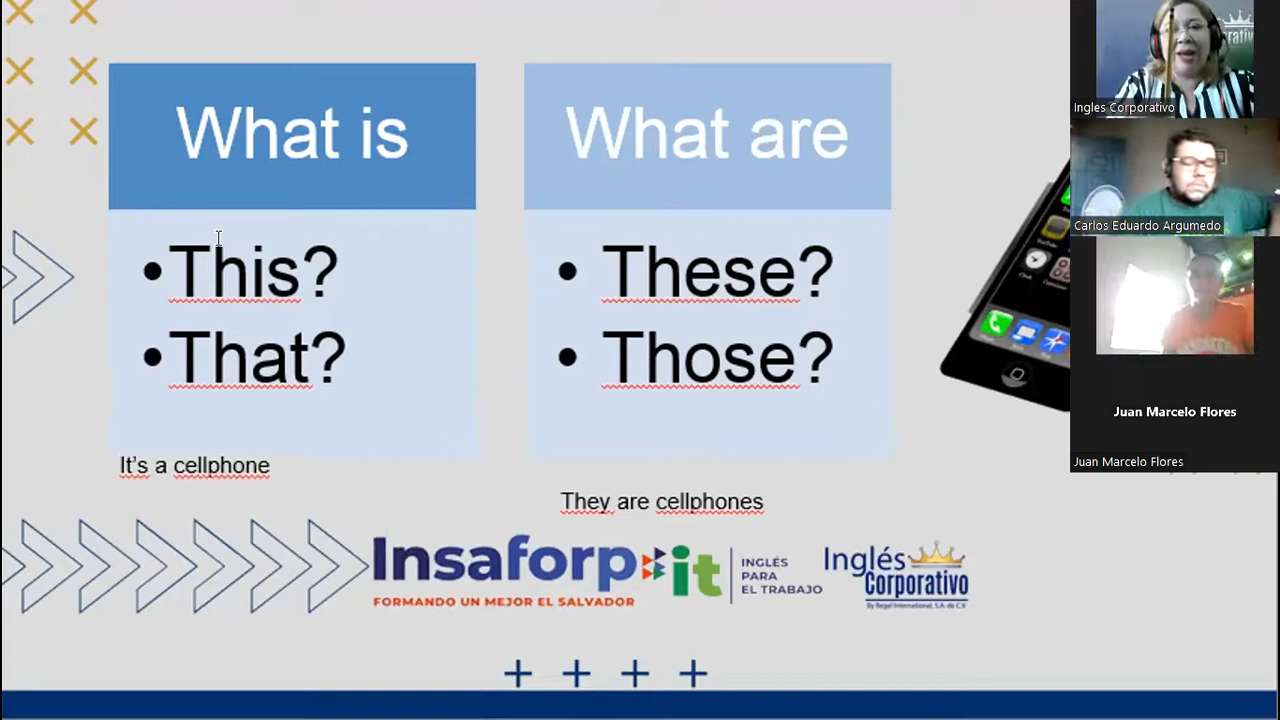 What is
•This?
•That?
It's a cellphone
What are
• These?
• Those?
They are cellphones
Insaforp
FORMANDO UN MEJOR EL SALVADOR
it
INGLÉS
PARA
EL TRABAJO
Inglés
Corporativo
By Regal International, S.A. de C.V.
Ingles Corporativo
Carlos Eduardo Argumedo
Juan Marcelo Flores
Juan Marcelo Flores